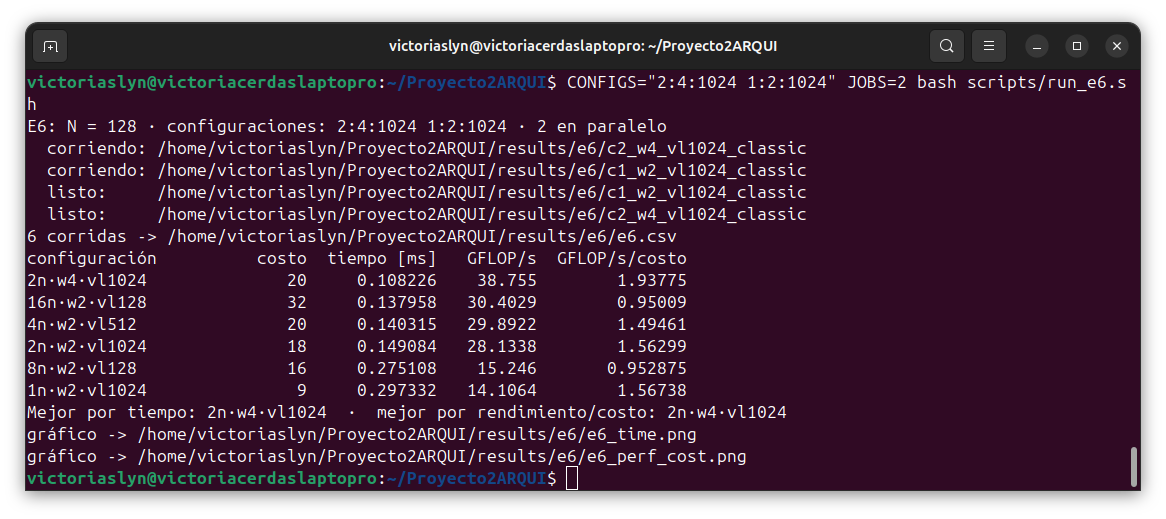 victoriaslyn@victoriacerdaslaptopro: ~/Proyecto2ARQUI
victoriaslyn@victoriacerdaslaptopro:~/Proyecto2ARQUI$ CONFIGS="2:4:1024 1:2:1024" JOBS=2 bash scripts/run_e6.s
h
E6: N = 128 · configuraciones: 2:4:1024 1:2:1024 · 2 en paralelo
  corriendo: /home/victoriaslyn/Proyecto2ARQUI/results/e6/c2_w4_vl1024_classic
  corriendo: /home/victoriaslyn/Proyecto2ARQUI/results/e6/c1_w2_vl1024_classic
  listo:     /home/victoriaslyn/Proyecto2ARQUI/results/e6/c1_w2_vl1024_classic
  listo:     /home/victoriaslyn/Proyecto2ARQUI/results/e6/c2_w4_vl1024_classic
6 corridas -> /home/victoriaslyn/Proyecto2ARQUI/results/e6/e6.csv
configuración          costo  tiempo [ms]   GFLOP/s  GFLOP/s/costo
2n·w4·vl1024              20     0.108226    38.755        1.93775
16n·w2·vl128              32     0.137958   30.4029        0.95009
4n·w2·vl512               20     0.140315   29.8922        1.49461
2n·w2·vl1024              18     0.149084   28.1338        1.56299
8n·w2·vl128               16     0.275108    15.246       0.952875
1n·w2·vl1024               9     0.297332   14.1064        1.56738
Mejor por tiempo: 2n·w4·vl1024  ·  mejor por rendimiento/costo: 2n·w4·vl1024
gráfico -> /home/victoriaslyn/Proyecto2ARQUI/results/e6/e6_time.png
gráfico -> /home/victoriaslyn/Proyecto2ARQUI/results/e6/e6_perf_cost.png
victoriaslyn@victoriacerdaslaptopro:~/Proyecto2ARQUI$